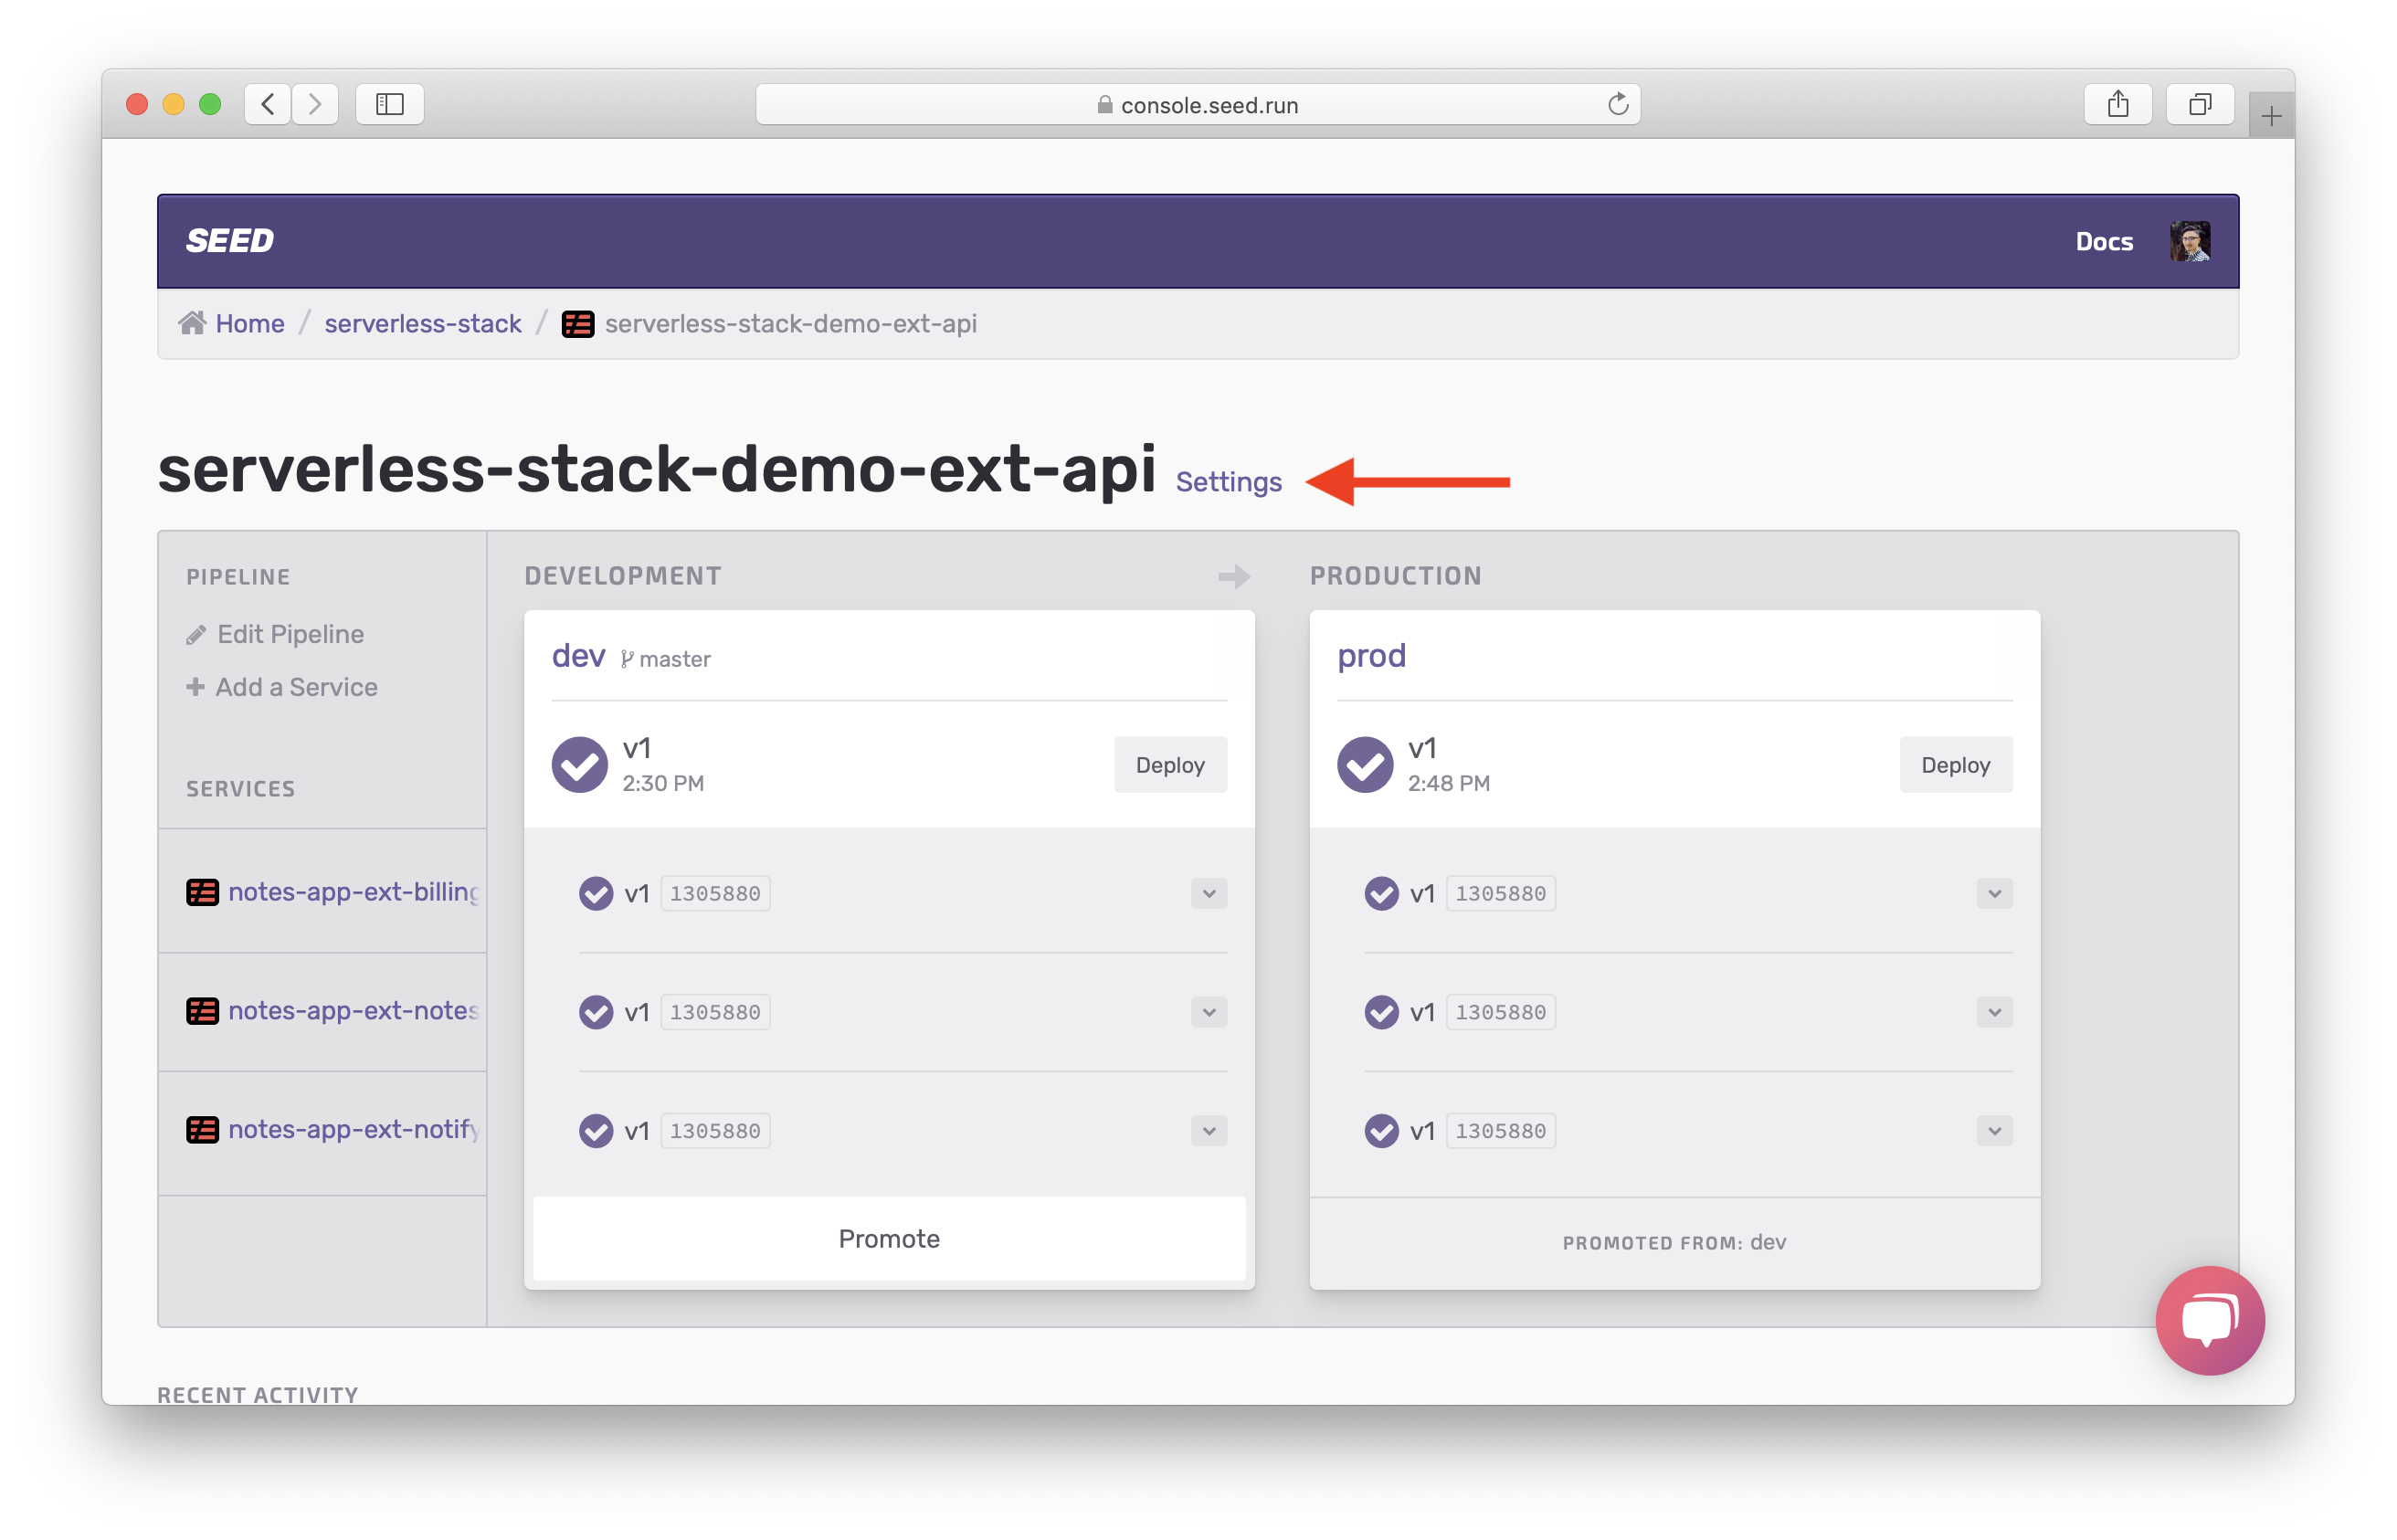 console.seed.run
SEED
Docs
Home / serverless-stack / serverless-stack-demo-ext-api
serverless-stack-demo-ext-api Settings
PIPELINE
Edit Pipeline
Add a Service
SERVICES
notes-app-ext-billing
notes-app-ext-notes
notes-app-ext-notify
DEVELOPMENT
dev master
v1
2:30 PM
Deploy
v1 1305880
v1 1305880
v1 1305880
Promote
PRODUCTION
prod
v1
2:48 PM
Deploy
v1 1305880
v1 1305880
v1 1305880
PROMOTED FROM: dev
RECENT ACTIVITY